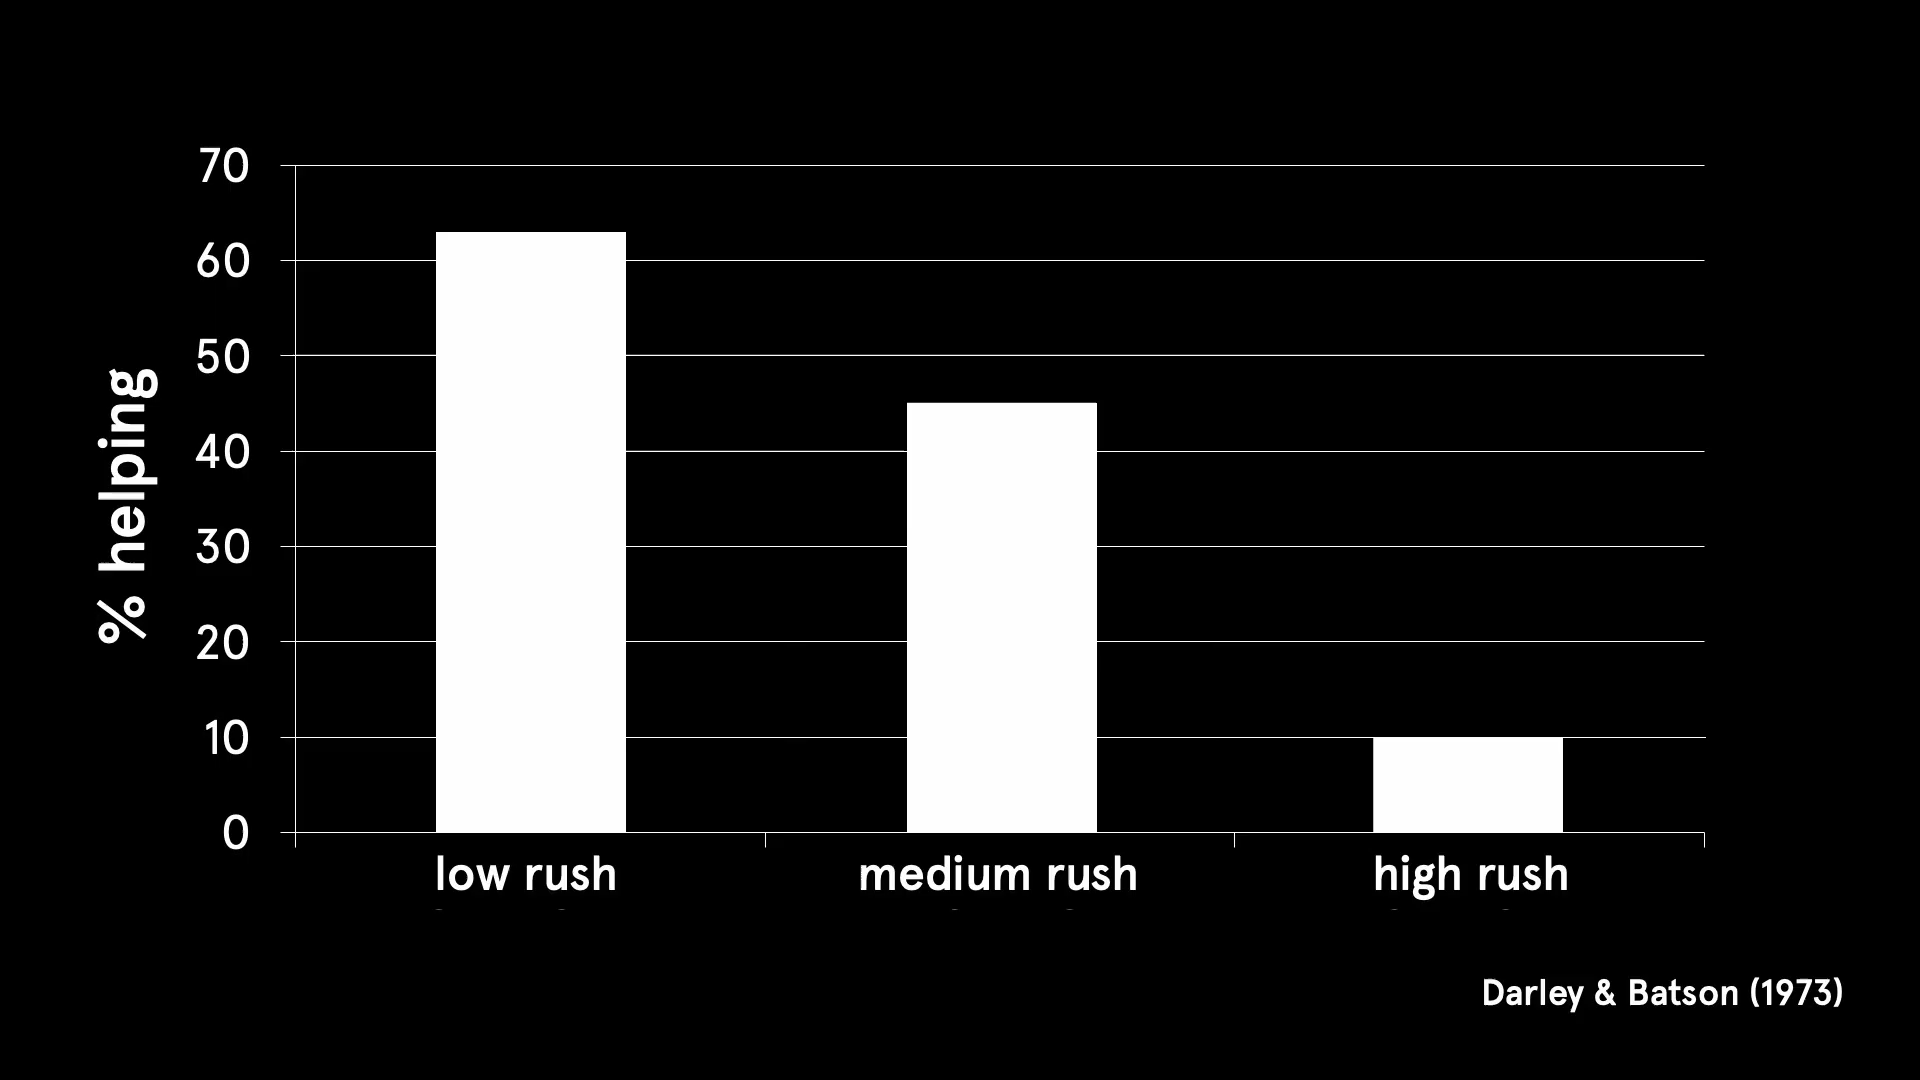 70
60
50
40
30
20
10
0
% helping
low rush
medium rush
high rush
Darley & Batson (1973)